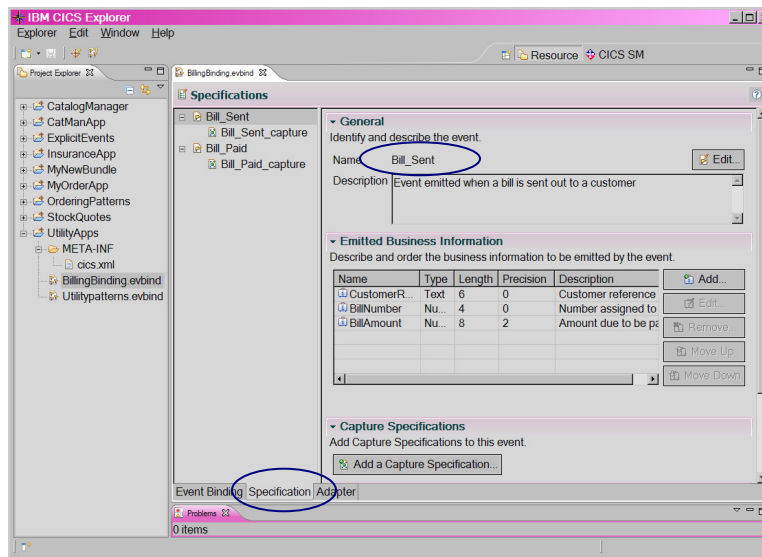 IBM CICS Explorer
Explorer Edit Window Help
Resource CICS SM
Project Explorer
CatalogManager
CatManApp
ExplicitEvents
InsuranceApp
MyNewBundle
MyOrderApp
OrderingPatterns
StockQuotes
UtilityApps
META-INF
cics.xml
BillingBinding.evbind
Utilitypatterns.evbind
BillingBinding.evbind
Specifications
Bill_Sent
Bill_Sent_capture
Bill_Paid
Bill_Paid_capture
General
Identify and describe the event.
Name Bill_Sent Edit...
Description Event emitted when a bill is sent out to a customer
Emitted Business Information
Describe and order the business information to be emitted by the event.
Name Type Length Precision Description
CustomerR... Text 6 0 Customer reference
BillNumber Nu... 4 0 Number assigned to
BillAmount Nu... 8 2 Amount due to be pa
Add...
Edit...
Remove...
Move Up
Move Down
Capture Specifications
Add Capture Specifications to this event.
Add a Capture Specification...
Event Binding Specification Adapter
Problems
0 items